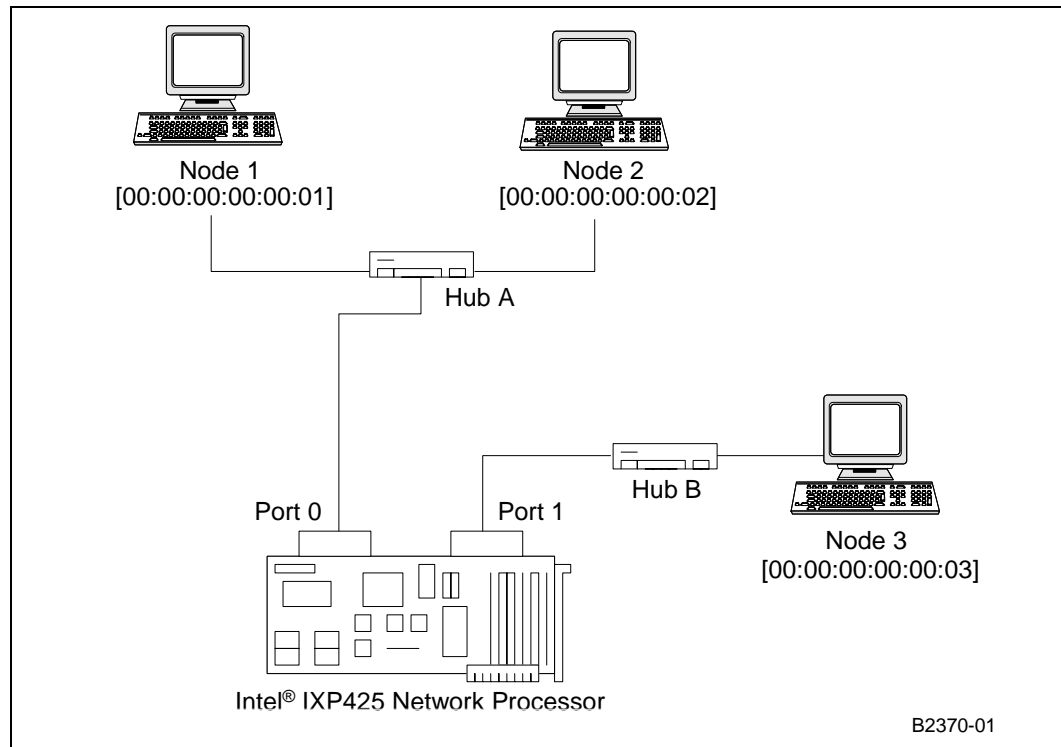 Node 1
[00:00:00:00:00:01]
Node 2
[00:00:00:00:00:02]
Hub A
Hub B
Port 0
Port 1
Node 3
[00:00:00:00:00:03]
Intel® IXP425 Network Processor
B2370-01